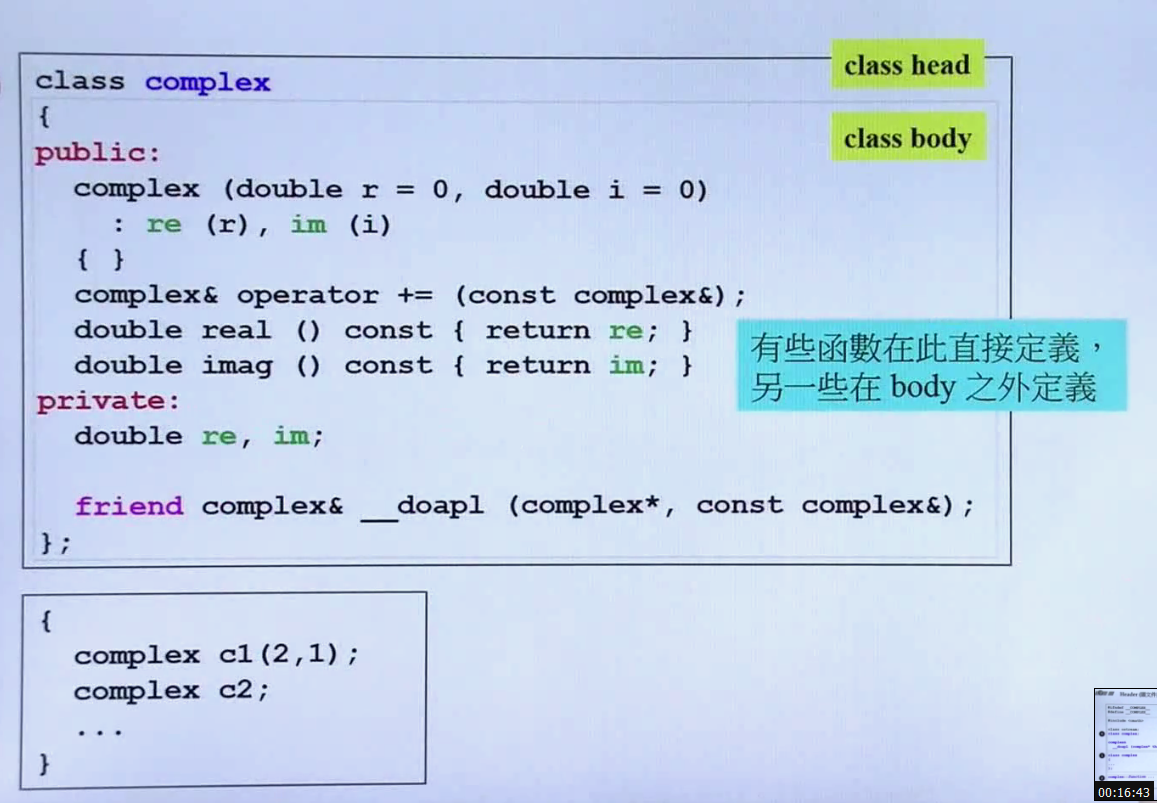 class head
class complex
{
class body
public:
  complex (double r = 0, double i = 0)
    : re (r), im (i)
  { }
  complex& operator += (const complex&);
  double real () const { return re; }
  double imag () const { return im; }
有些函數在此直接定義，
另一些在 body 之外定義
private:
  double re, im;
  friend complex& __doapl (complex*, const complex&);
};
{
  complex c1(2,1);
  complex c2;
  ...
}
00:16:43